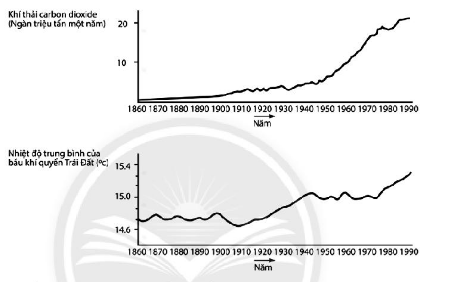 Khí thải carbon dioxide
(Ngàn triệu tấn một năm)
20
10
1860 1870 1880 1890 1900 1910 1920 1930 1940 1950 1960 1970 1980 1990
Năm
Nhiệt độ trung bình của
bầu khí quyển Trái Đất (ºc)
15,4
15,0
14,6
1860 1870 1880 1890 1900 1910 1920 1930 1940 1950 1960 1970 1980 1990
Năm